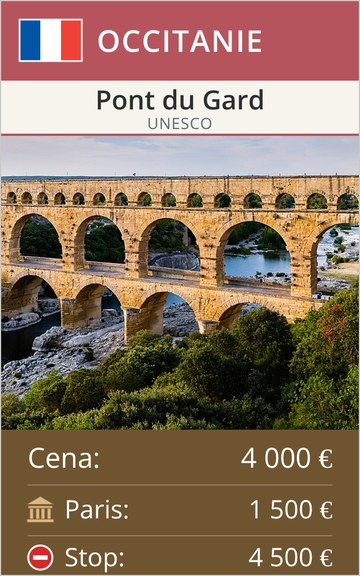 OCCITANIE
Pont du Gard
UNESCO
Cena: 4 000 €
Paris: 1 500 €
Stop: 4 500 €